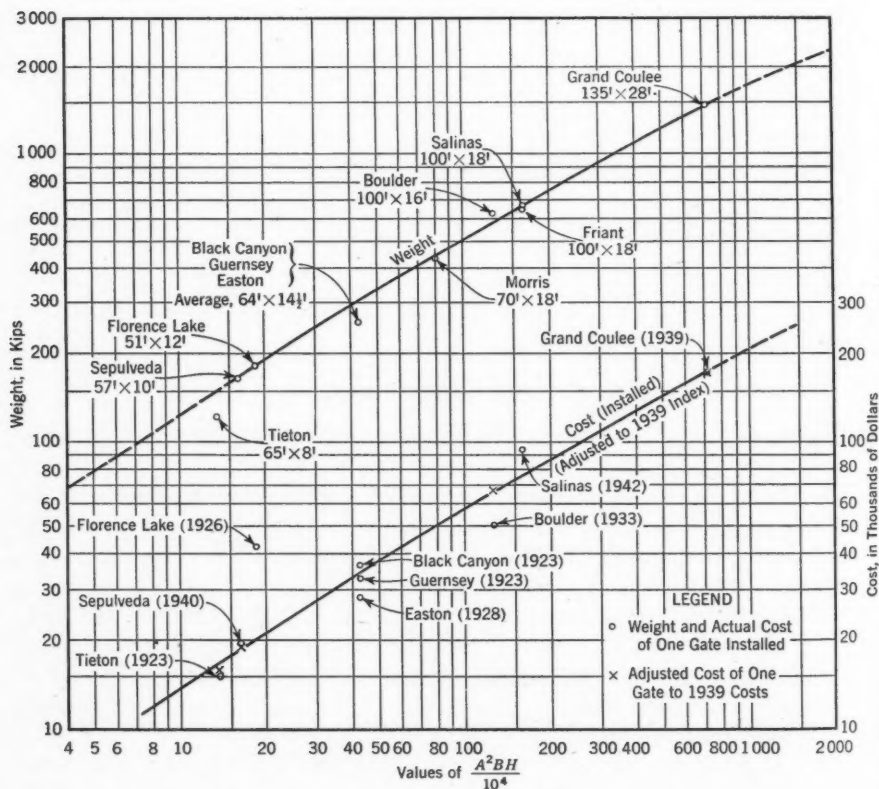 3000
2000
1000
800
600
500
400
300
200
100
80
60
50
40
30
20
10
Weight, in Kips
Grand Coulee
135'×28'
Salinas
100'×18'
Boulder
100'×16'
Friant
100'×18'
Weight
Black Canyon
Guernsey
Easton
Average, 64'×14½'
Morris
70'×18'
Florence Lake
51'×12'
Sepulveda
57'×10'
Tieton
65'×8'
Grand Coulee (1939)
Cost (Installed)
(Adjusted to 1939 Index)
Salinas (1942)
Florence Lake (1926)
Boulder (1933)
Black Canyon (1923)
Guernsey (1923)
Easton (1928)
Sepulveda (1940)
Tieton (1923)
LEGEND
o Weight and Actual Cost
of One Gate Installed
× Adjusted Cost of One
Gate to 1939 Costs
300
200
100
80
60
50
40
30
20
10
Cost, in Thousands of Dollars
4 5 6 8 10 20 30 40 50 60 80 100 200 300 400 600 800 1000 2000
Values of A²BH/10⁴